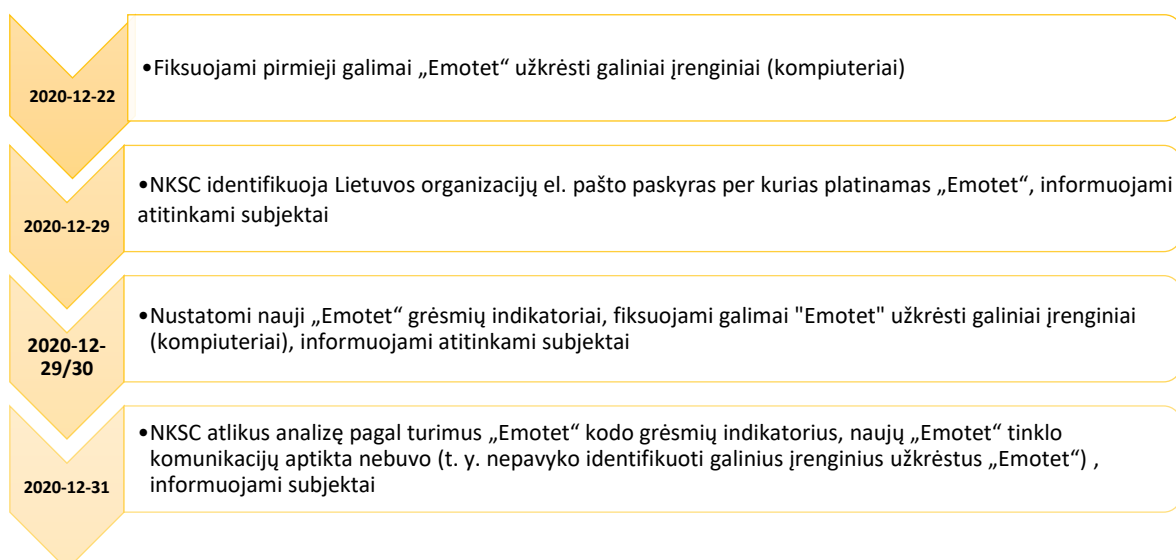 2020-12-22
•Fiksuojami pirmieji galimai „Emotet“ užkrėsti galiniai įrenginiai (kompiuteriai)
2020-12-29
•NKSC identifikuoja Lietuvos organizacijų el. pašto paskyras per kurias platinamas „Emotet“, informuojami
atitinkami subjektai
2020-12-
29/30
•Nustatomi nauji „Emotet“ grėsmių indikatoriai, fiksuojami galimai "Emotet" užkrėsti galiniai įrenginiai
(kompiuteriai), informuojami atitinkami subjektai
2020-12-31
•NKSC atlikus analizę pagal turimus „Emotet“ kodo grėsmių indikatorius, naujų „Emotet“ tinklo
komunikacijų aptikta nebuvo (t. y. nepavyko identifikuoti galinius įrenginius užkrėstus „Emotet“) ,
informuojami subjektai